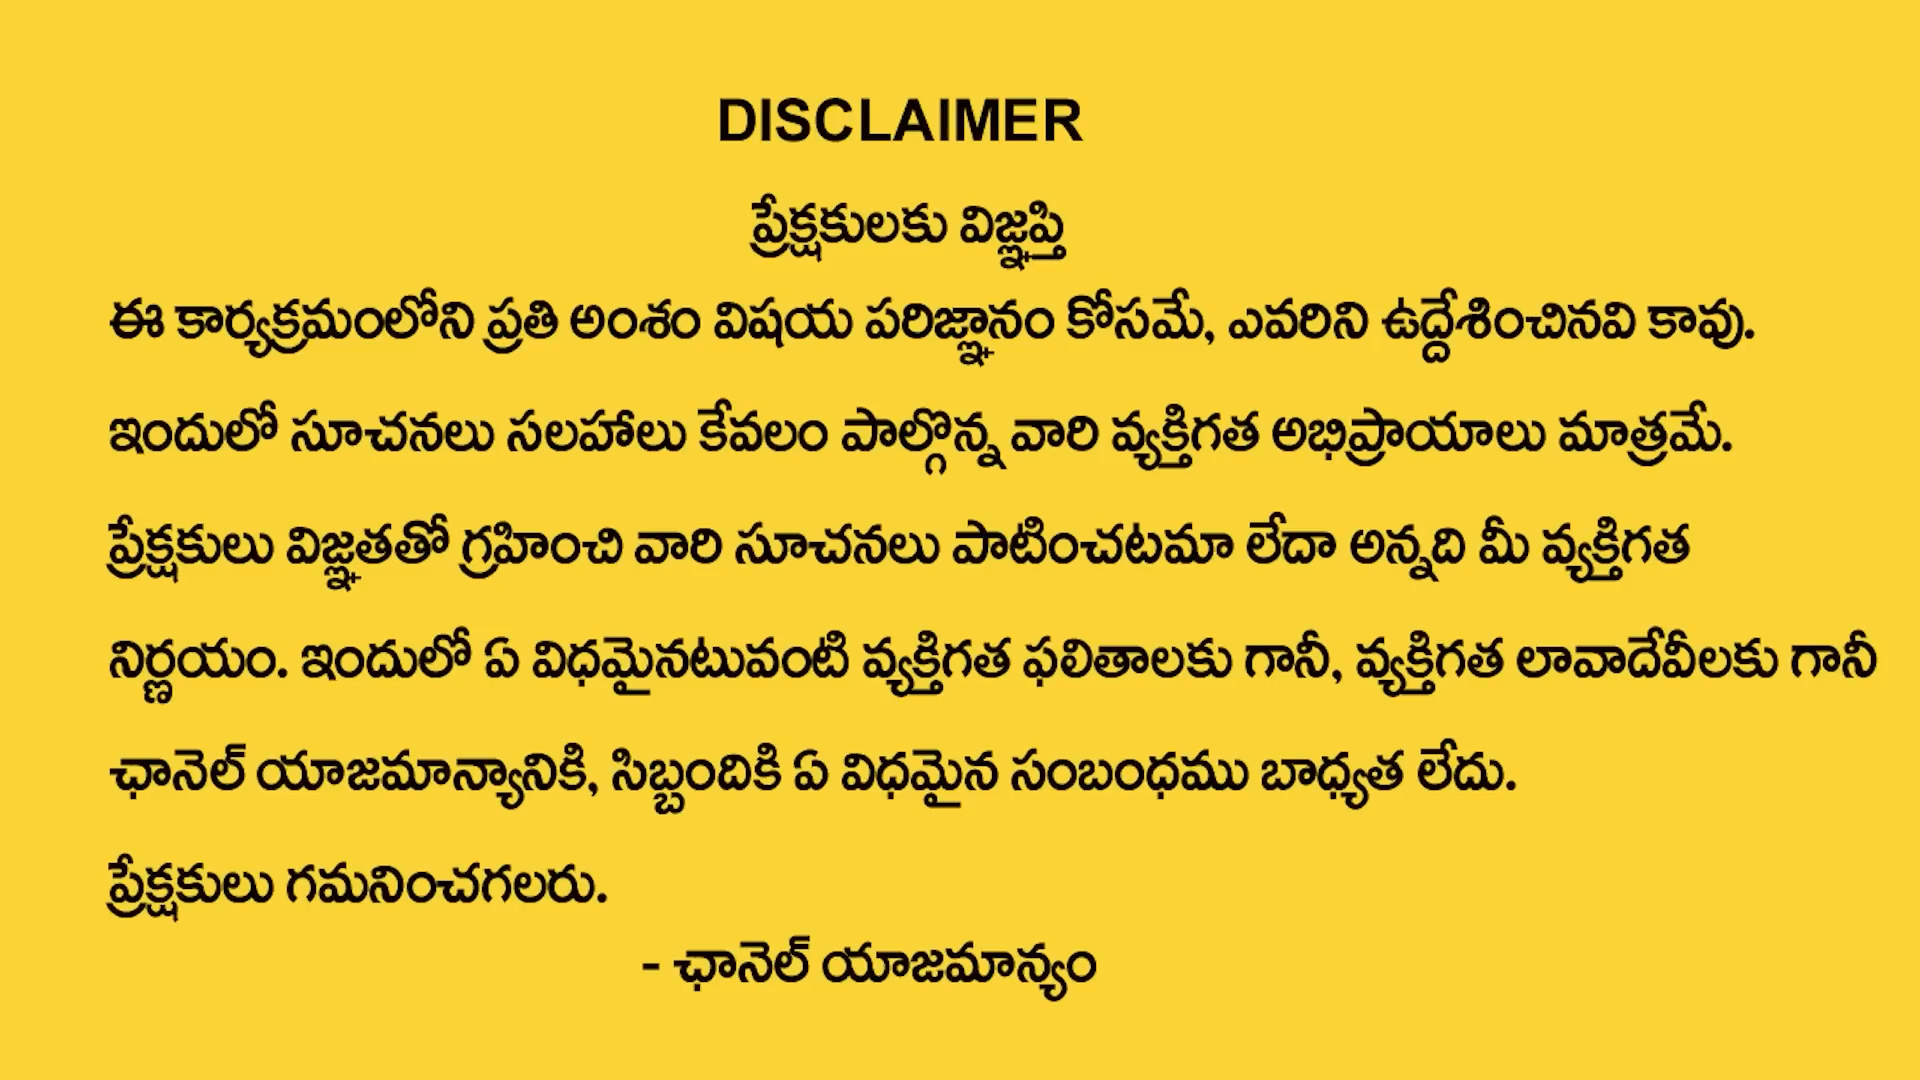 DISCLAIMER
ప్రేక్షకులకు విజ్ఞప్తి
ఈ కార్యక్రమంలోని ప్రతి అంశం విషయ పరిజ్ఞానం కోసమే, ఎవరిని ఉద్దేశించినవి కావు.
ఇందులో సూచనలు సలహాలు కేవలం పాల్గొన్న వారి వ్యక్తిగత అభిప్రాయాలు మాత్రమే.
ప్రేక్షకులు విజ్ఞతతో గ్రహించి వారి సూచనలు పాటించటమా లేదా అన్నది మీ వ్యక్తిగత
నిర్ణయం. ఇందులో ఏ విధమైనటువంటి వ్యక్తిగత ఫలితాలకు గానీ, వ్యక్తిగత లావాదేవీలకు గానీ
ఛానెల్ యాజమాన్యానికి, సిబ్బందికి ఏ విధమైన సంబంధము బాధ్యత లేదు.
ప్రేక్షకులు గమనించగలరు.
- ఛానెల్ యాజమాన్యం